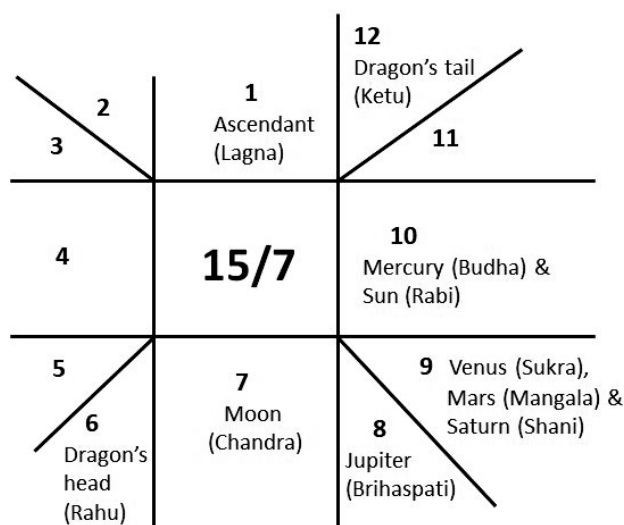 12
Dragon's tail
(Ketu)
1
Ascendant
(Lagna)
2
3
11
4
15/7
10
Mercury (Budha) &
Sun (Rabi)
5
6
Dragon's
head
(Rahu)
7
Moon
(Chandra)
8
Jupiter
(Brihaspati)
9 Venus (Sukra),
Mars (Mangala) &
Saturn (Shani)